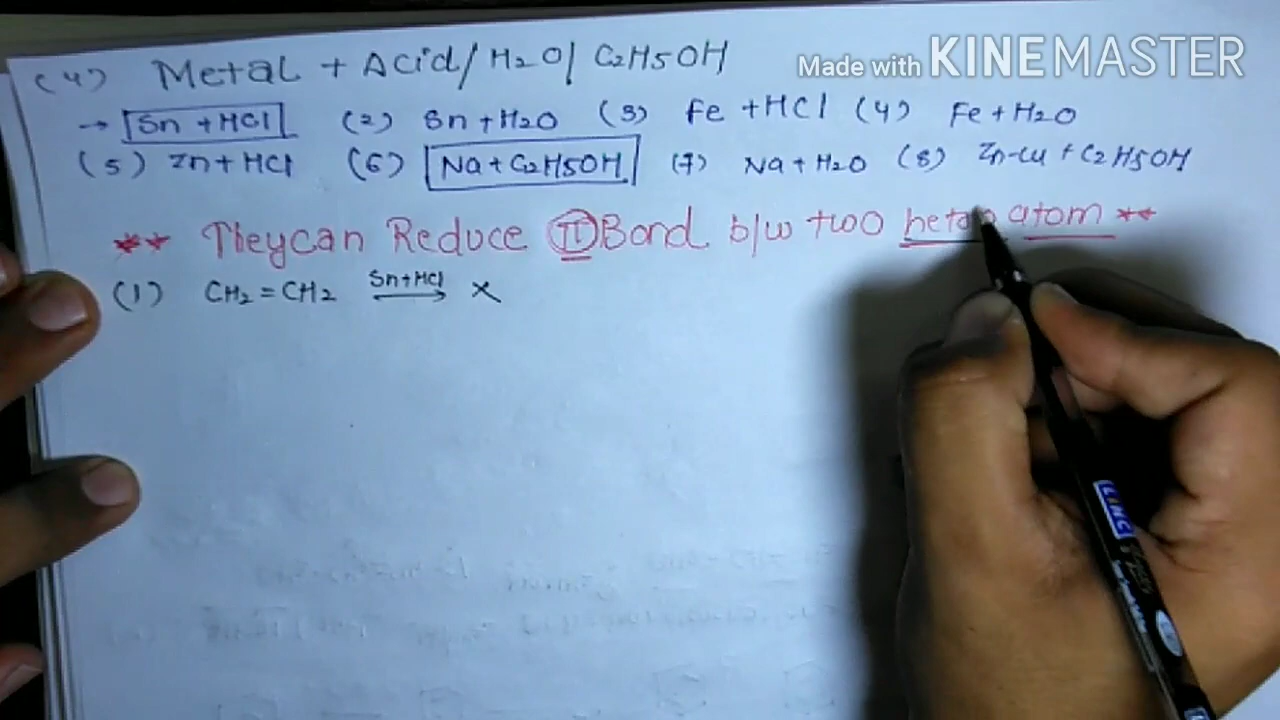 Made with KINEMASTER
(4) Metal + Acid/H2O/C2H5OH
→ Sn + HCl (2) Sn + H2O (3) Fe + HCl (4) Fe + H2O
(5) Zn + HCl (6) Na + C2H5OH (7) Na + H2O (8) Zn-Cu + C2H5OH
** They can Reduce π Bond b/w two atom **
(1) CH2 = CH2 Sn+HCl → ×
LINC